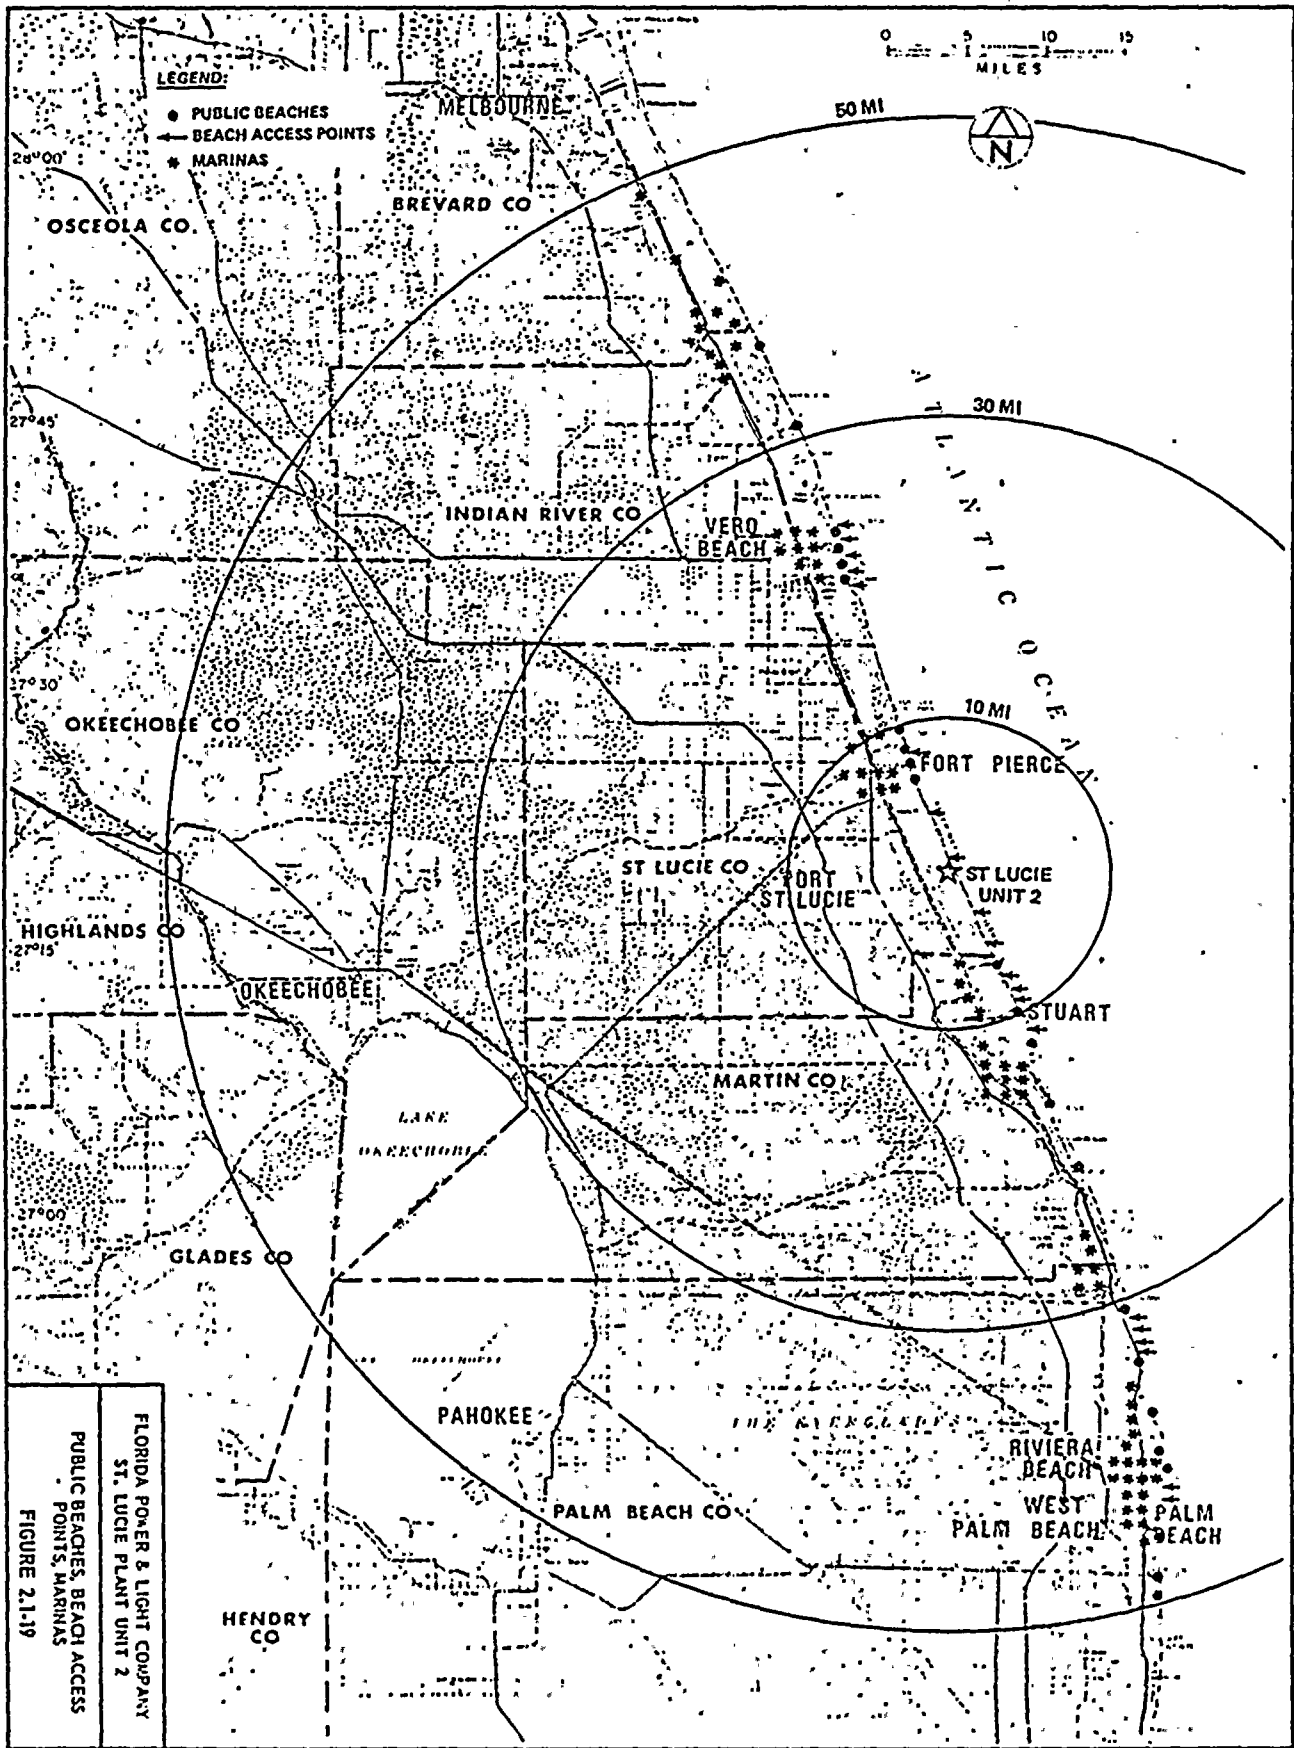 0 5 10 15
MILES
LEGEND:
PUBLIC BEACHES
BEACH ACCESS POINTS
MARINAS
MELBOURNE
50 MI
N
28°00'
BREVARD CO
OSCEOLA CO.
ATLANTIC OCEAN
30 MI
27°45'
INDIAN RIVER CO
VERO
BEACH
27°30'
10 MI
OKEECHOBEE CO
FORT PIERCE
ST LUCIE CO
PORT
ST LUCIE
ST LUCIE
UNIT 2
HIGHLANDS CO
27°15'
OKEECHOBEE
STUART
MARTIN CO
LAKE
OKEECHOBEE
27°00'
GLADES CO
PAHOKEE
THE EVERGLADES
RIVIERA
BEACH
WEST
PALM BEACH
PALM
BEACH
PALM BEACH CO
HENDRY
CO
FLORIDA POWER & LIGHT COMPANY
ST. LUCIE PLANT UNIT 2
PUBLIC BEACHES, BEACH ACCESS
POINTS, MARINAS
FIGURE 2.1-19